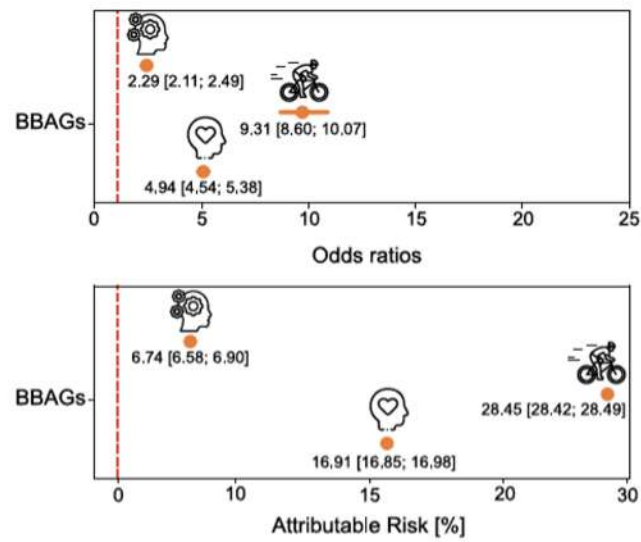 2.29 [2.11; 2.49]
BBAGs
9.31 [8.60; 10.07]
4.94 [4.54; 5.38]
0 5 10 15 20 25
Odds ratios
6.74 [6.58; 6.90]
BBAGs
28.45 [28.42; 28.49]
16.91 [16.85; 16.98]
0 10 15 20 30
Attributable Risk [%]